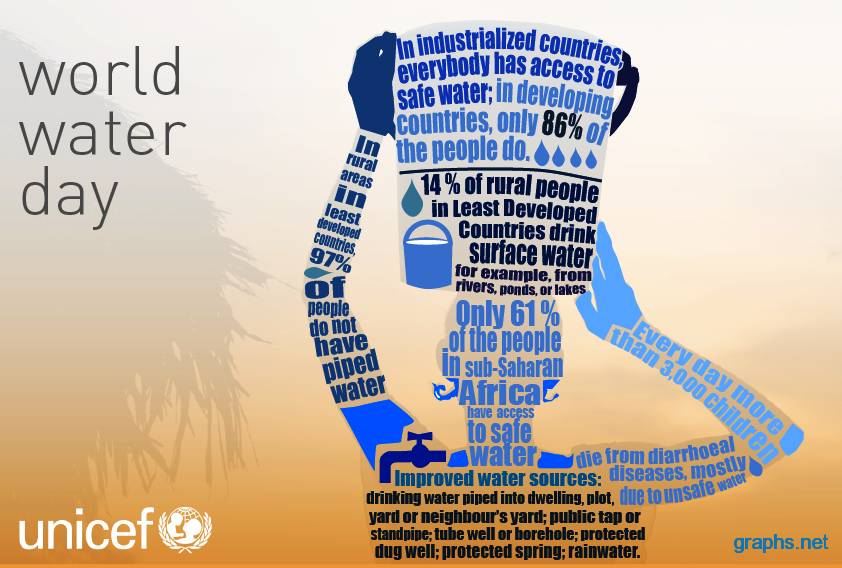 world
water
day
In industrialized countries,
everybody has access to
safe water; in developing
countries, only 86% of
the people do.
14 % of rural people
in Least Developed
Countries drink
surface water
for example, from
rivers, ponds, or lakes
In
rural
areas
in
least
developed
countries,
97%
of
people
do not
have
piped
water
Only 61 %
of the people
in sub-Saharan
Africa
have access
to safe
water
Every day more
than 3,000 children
die from diarrhoeal
diseases, mostly
due to unsafe water
Improved water sources:
drinking water piped into dwelling, plot,
yard or neighbour's yard; public tap or
standpipe; tube well or borehole; protected
dug well; protected spring; rainwater.
unicef
graphs.net